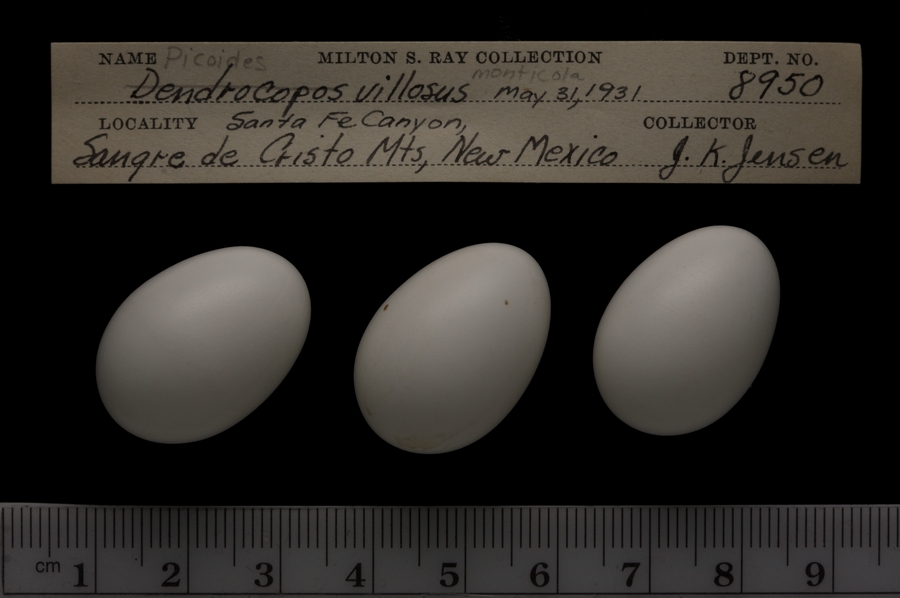 NAME Picoides MILTON S. RAY COLLECTION DEPT. NO.
monticola
Dendrocopos villosus May 31, 1931 8950
LOCALITY Santa Fe Canyon, COLLECTOR
Sangre de Cristo Mts, New Mexico J. K. Jensen
cm 1 2 3 4 5 6 7 8 9